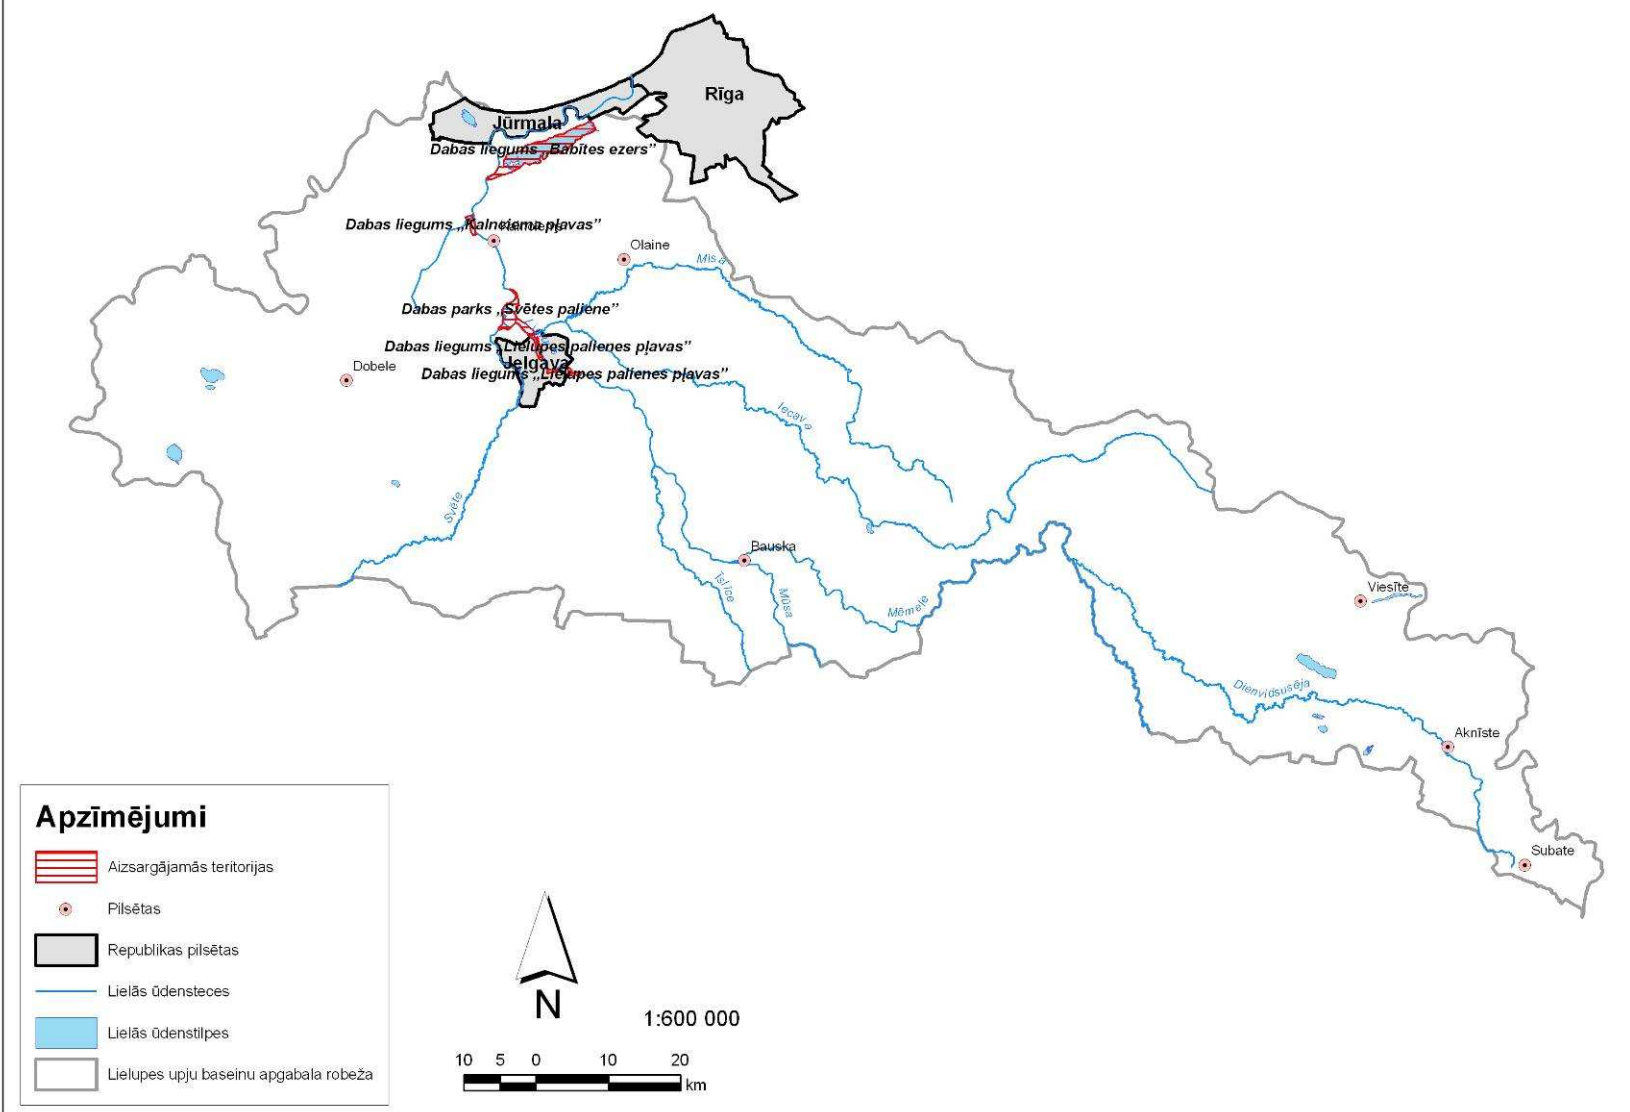 Rīga
Jūrmala
Dabas liegums „Babītes ezers”
Dabas liegums „Kalnciema pļavas”
Olaine
Misa
Dabas parks „Svētes paliene”
Dabas liegums „Lielupes palienes pļavas”
Jelgava
Dobele
Dabas liegums „Lielupes palienes pļavas”
Iecava
Svēte
Bauska
Īslīce
Mūsa
Mēmele
Viesīte
Dienvidsusēja
Aknīste
Subate
Apzīmējumi
Aizsargājamās teritorijas
Pilsētas
Republikas pilsētas
Lielās ūdensteces
Lielās ūdenstilpes
Lielupes upju baseinu apgabala robeža
N
1:600 000
10 5 0 10 20
km